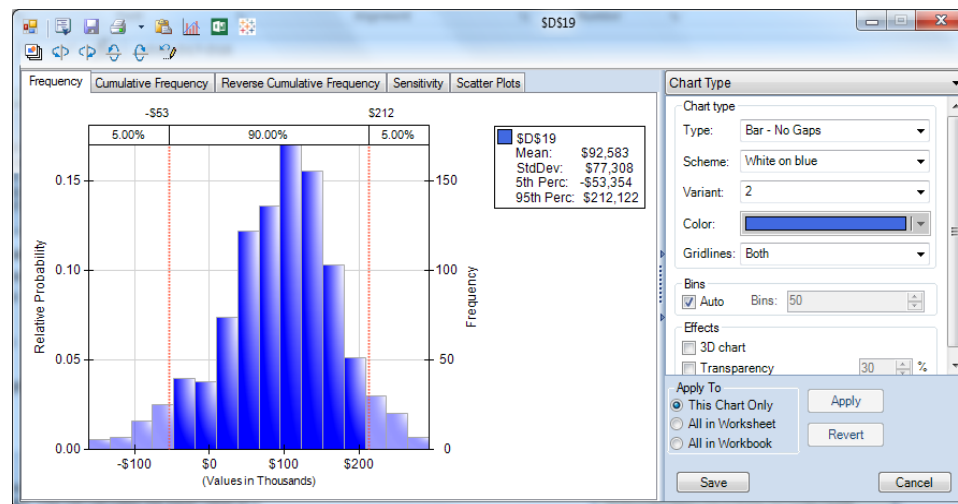 $D$19
Frequency Cumulative Frequency Reverse Cumulative Frequency Sensitivity Scatter Plots
-$53 $212
5.00% 90.00% 5.00%
0.15 150
0.10 100
0.05 50
0.00 0
Relative Probability
Frequency
-$100 $0 $100 $200
(Values in Thousands)
$D$19
Mean: $92,583
StdDev: $77,308
5th Perc: -$53,354
95th Perc: $212,122
Chart Type
Chart type
Type: Bar - No Gaps
Scheme: White on blue
Variant: 2
Color:
Gridlines: Both
Bins
Auto Bins: 50
Effects
3D chart
Transparency 30 %
Apply To
This Chart Only
All in Worksheet
All in Workbook
Apply
Revert
Save Cancel